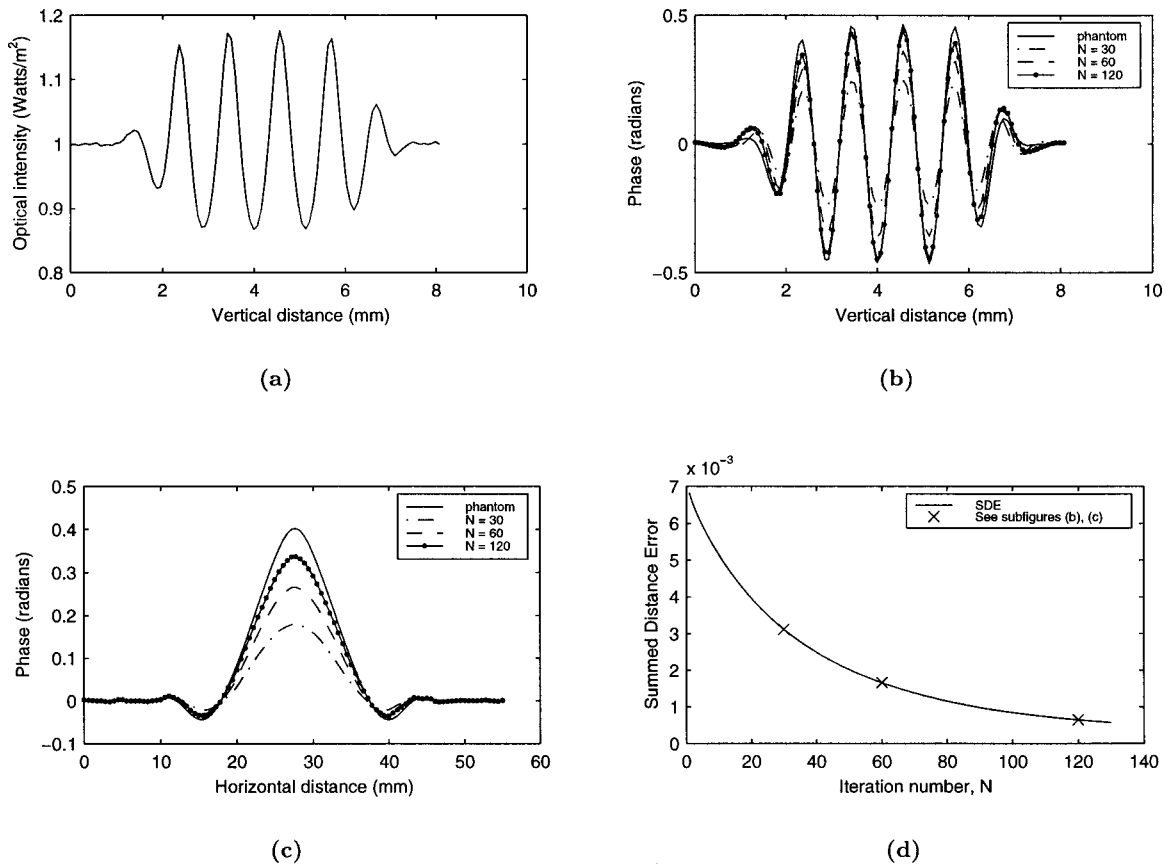 1.2
1.1
1
0.9
0.8
Optical intensity (Watts/m²)
0 2 4 6 8 10
Vertical distance (mm)
(a)
0.5
0
−0.5
Phase (radians)
phantom
N = 30
N = 60
N = 120
0 2 4 6 8 10
Vertical distance (mm)
(b)
0.5
0.4
0.3
0.2
0.1
0
−0.1
Phase (radians)
phantom
N = 30
N = 60
N = 120
0 10 20 30 40 50 60
Horizontal distance (mm)
(c)
x 10⁻³
7
6
5
4
3
2
1
0
Summed Distance Error
SDE
See subfigures (b), (c)
0 20 40 60 80 100 120 140
Iteration number, N
(d)